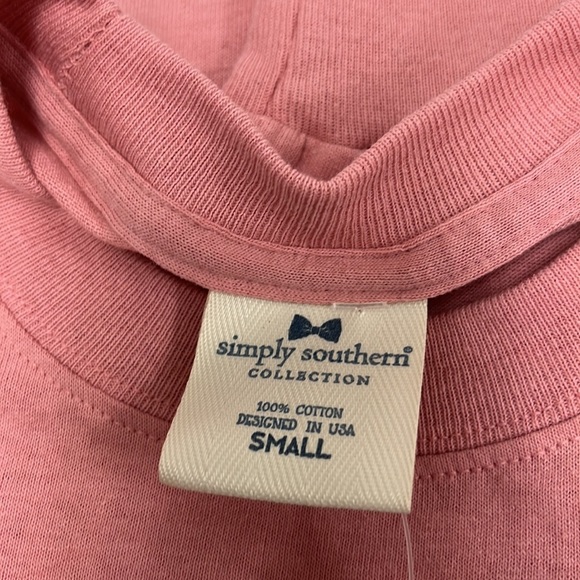 simply southern®
COLLECTION
100% COTTON
DESIGNED IN USA
SMALL